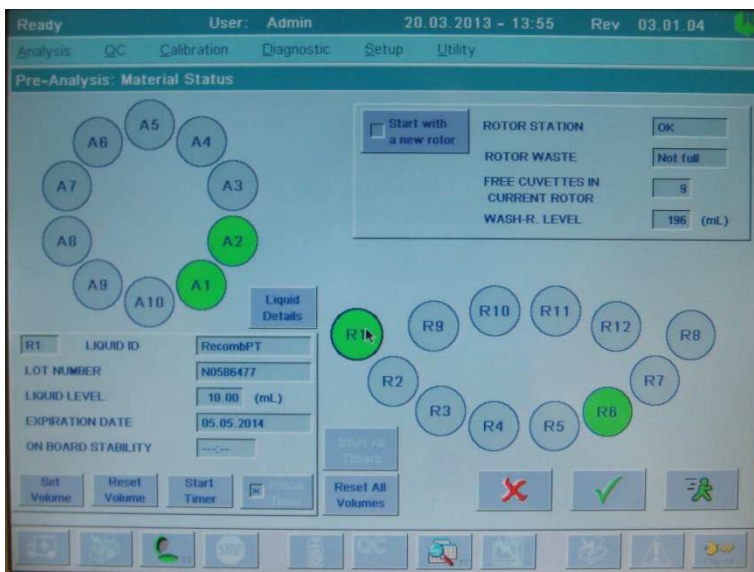 Ready User: Admin 20.03.2013 - 13:55 Rev 03.01.04
Analysis QC Calibration Diagnostic Setup Utility
Pre-Analysis: Material Status
A5
A6
A4
A7
A3
A8
A2
A9
A1
A10
Start with
a new rotor
ROTOR STATION OK
ROTOR WASTE Not full
FREE CUVETTES IN
CURRENT ROTOR 9
WASH-R. LEVEL 196 (mL)
Liquid
Details
R1
R9
R10
R11
R12
R8
R2
R3
R4
R5
R6
R7
R1 LIQUID ID RecombPT
LOT NUMBER N0586477
LIQUID LEVEL 10.00 (mL)
EXPIRATION DATE 05.05.2014
ON BOARD STABILITY ---:--
Set
Volume
Reset
Volume
Start
Timer
Pause
Timer
Start All
Timers
Reset All
Volumes
STOP
QC